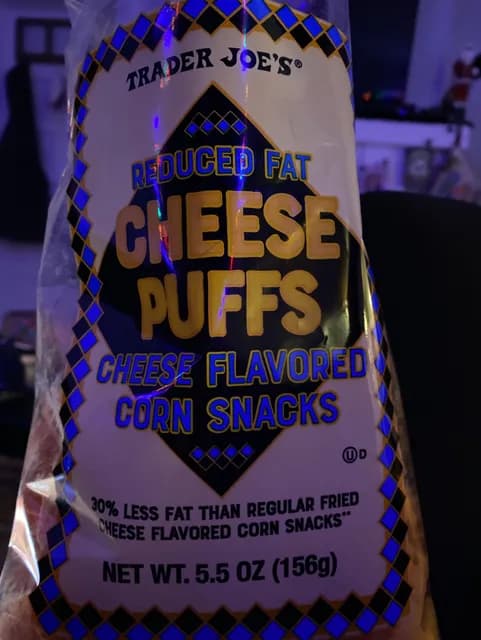 TRADER JOE'S®
REDUCED FAT
CHEESE
PUFFS
CHEESE FLAVORED
CORN SNACKS
Ⓤ D
30% LESS FAT THAN REGULAR FRIED
CHEESE FLAVORED CORN SNACKS**
NET WT. 5.5 OZ (156g)